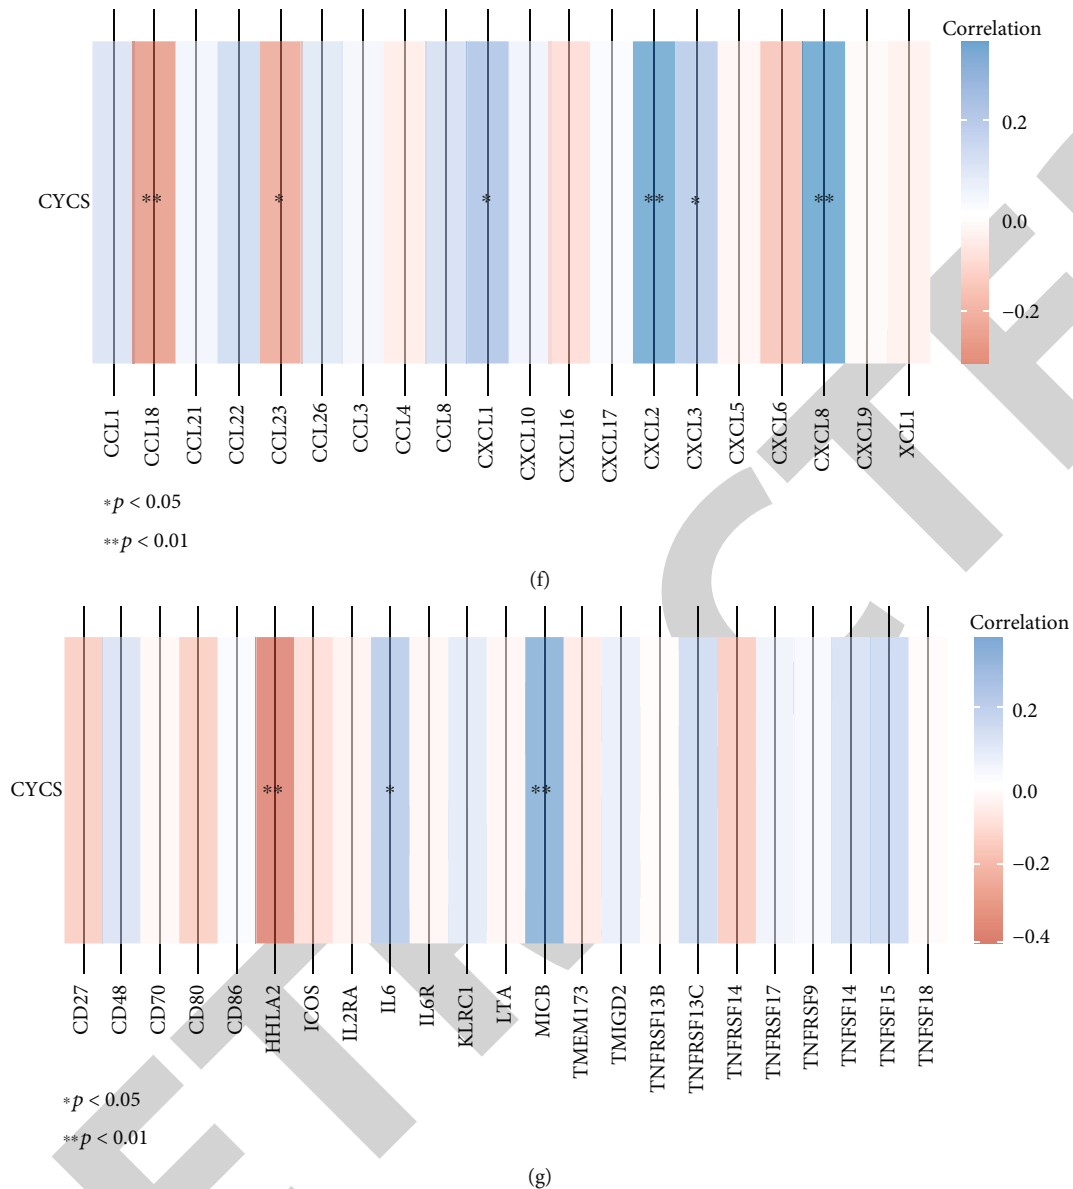 Correlation
0.2
0.0
−0.2
CYCS
**
*
*
**
*
**
CCL1
CCL18
CCL21
CCL22
CCL23
CCL26
CCL3
CCL4
CCL8
CXCL1
CXCL10
CXCL16
CXCL17
CXCL2
CXCL3
CXCL5
CXCL6
CXCL8
CXCL9
XCL1
*p < 0.05
**p < 0.01
(f)
Correlation
0.2
0.0
−0.2
−0.4
CYCS
**
*
**
CD27
CD48
CD70
CD80
CD86
HHLA2
ICOS
IL2RA
IL6
IL6R
KLRC1
LTA
MICB
TMEM173
TMIGD2
TNFRSF13B
TNFRSF13C
TNFRSF14
TNFRSF17
TNFRSF9
TNFSF14
TNFSF15
TNFSF18
*p < 0.05
**p < 0.01
(g)